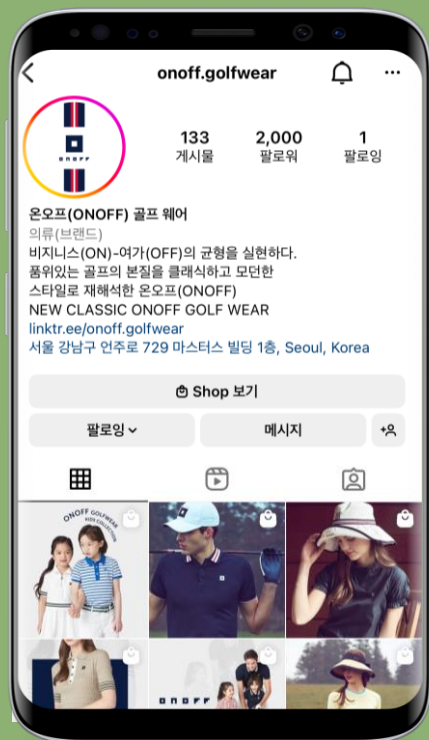 onoff.golfwear
ONOFF
133 2,000 1
게시물 팔로워 팔로잉
온오프(ONOFF) 골프 웨어
의류(브랜드)
비지니스(ON)-여가(OFF)의 균형을 실현하다.
품위있는 골프의 본질을 클래식하고 모던한
스타일로 재해석한 온오프(ONOFF)
NEW CLASSIC ONOFF GOLF WEAR
linktr.ee/onoff.golfwear
서울 강남구 언주로 729 마스터스 빌딩 1층, Seoul, Korea
Shop 보기
팔로잉 메시지
ONOFF GOLFWEAR
KIDS COLLECTION
ONOFF